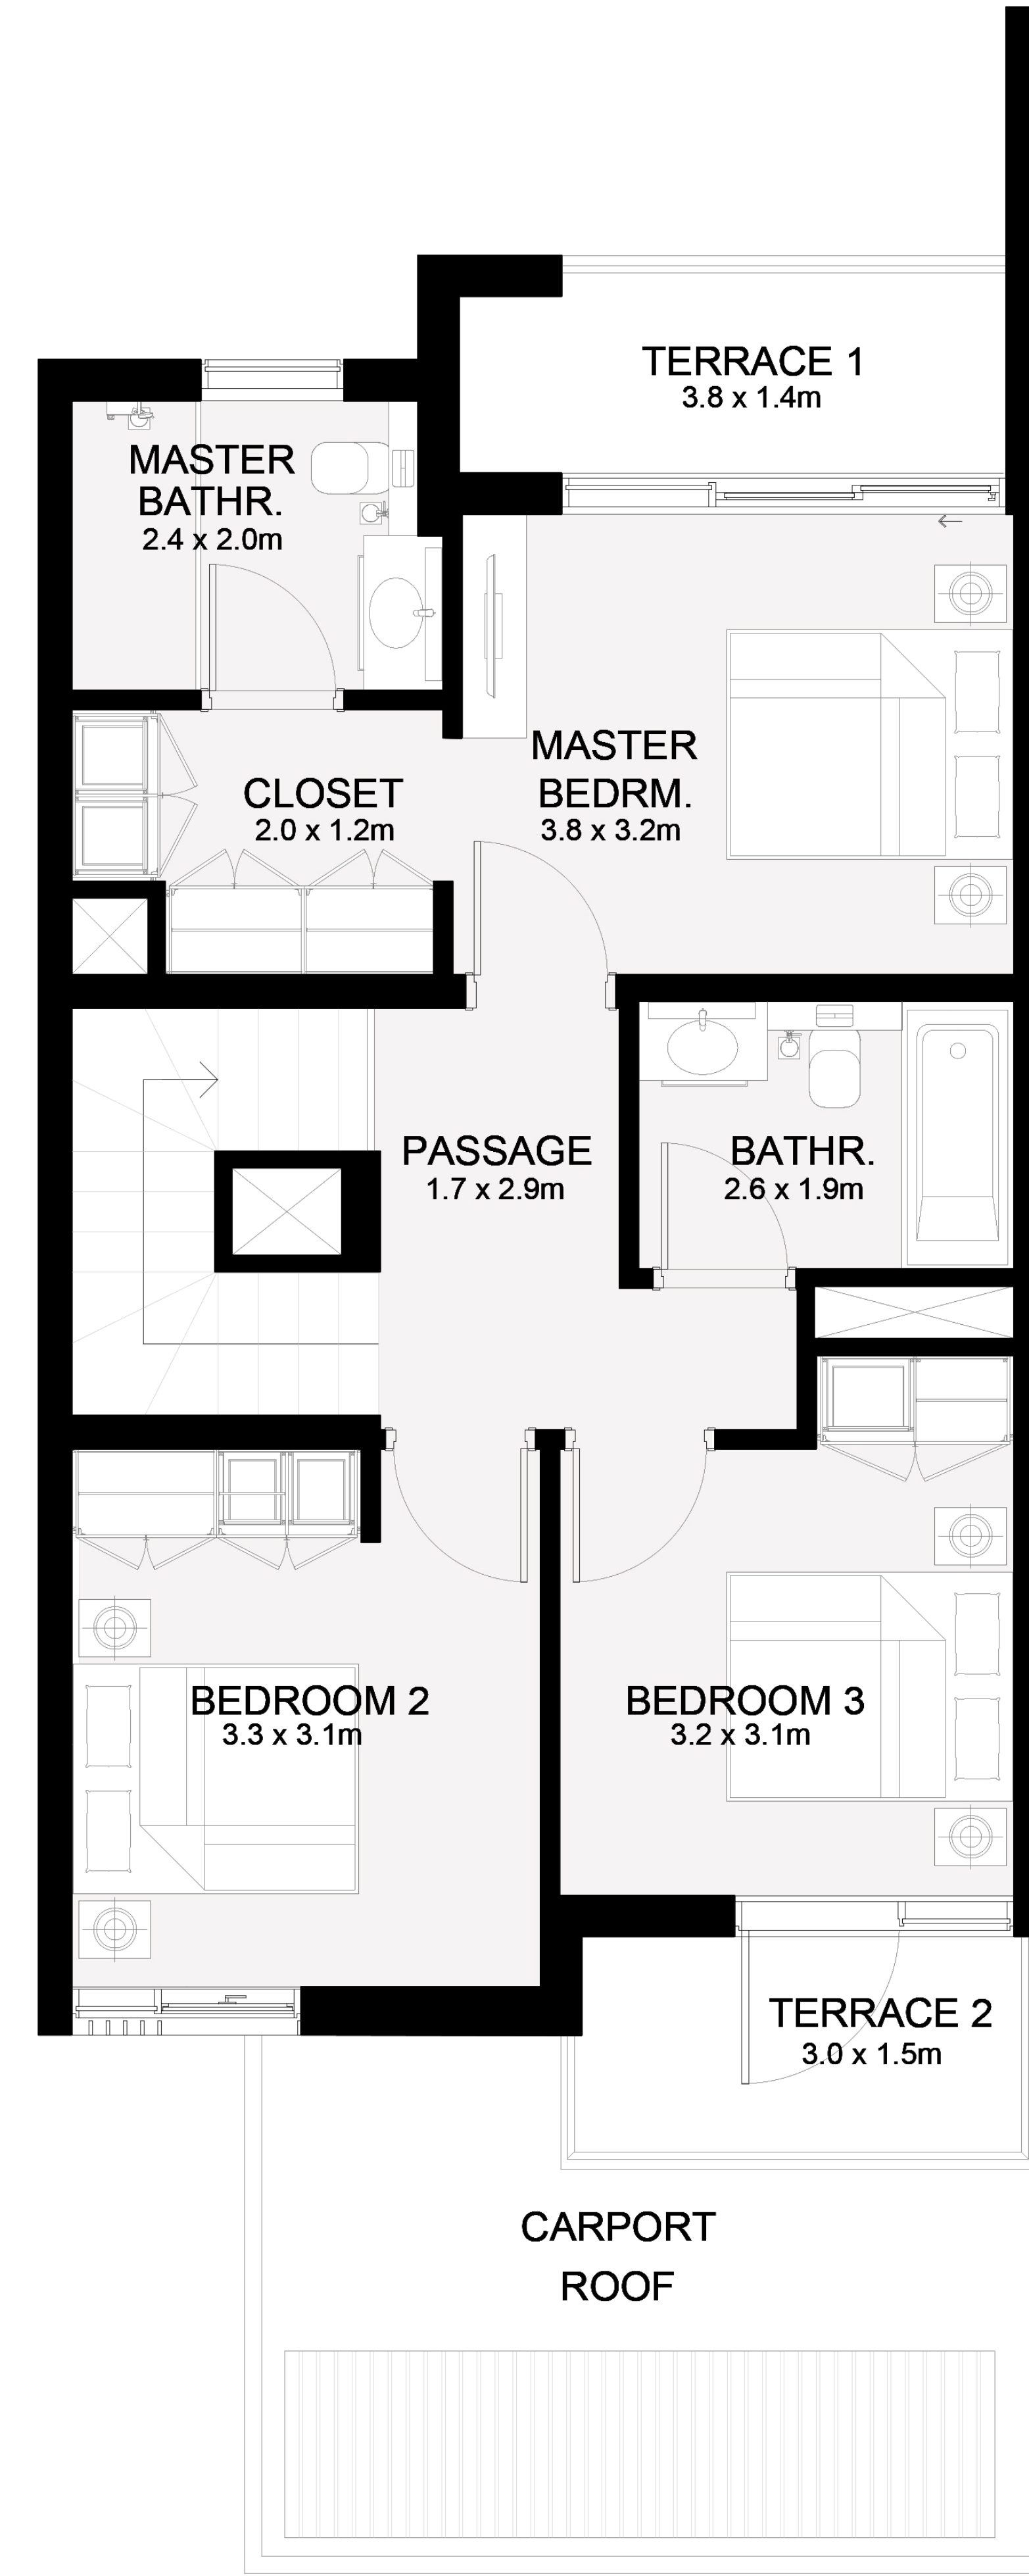 TERRACE 1
3.8 x 1.4m
MASTER
BATHR.
2.4 x 2.0m
MASTER
BEDRM.
3.8 x 3.2m
CLOSET
2.0 x 1.2m
PASSAGE
1.7 x 2.9m
BATHR.
2.6 x 1.9m
BEDROOM 2
3.3 x 3.1m
BEDROOM 3
3.2 x 3.1m
TERRACE 2
3.0 x 1.5m
CARPORT
ROOF